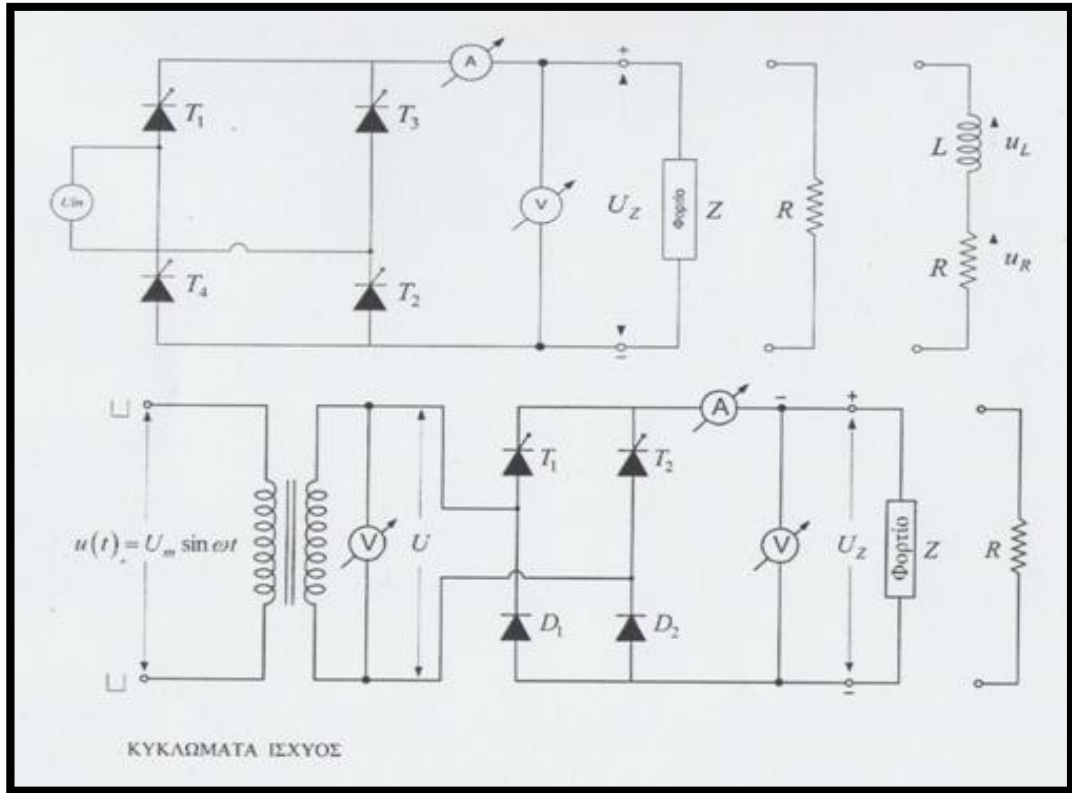 A
+
T₁
T₃
L
u_L
Uin
V
U_Z
Φορτίο
Z
R
T₄
T₂
R
u_R
−
A
−
+
T₁
T₂
u(t) = U_m sin ωt
V
U
V
U_Z
Φορτίο
Z
R
D₁
D₂
−
ΚΥΚΛΩΜΑΤΑ ΙΣΧΥΟΣ